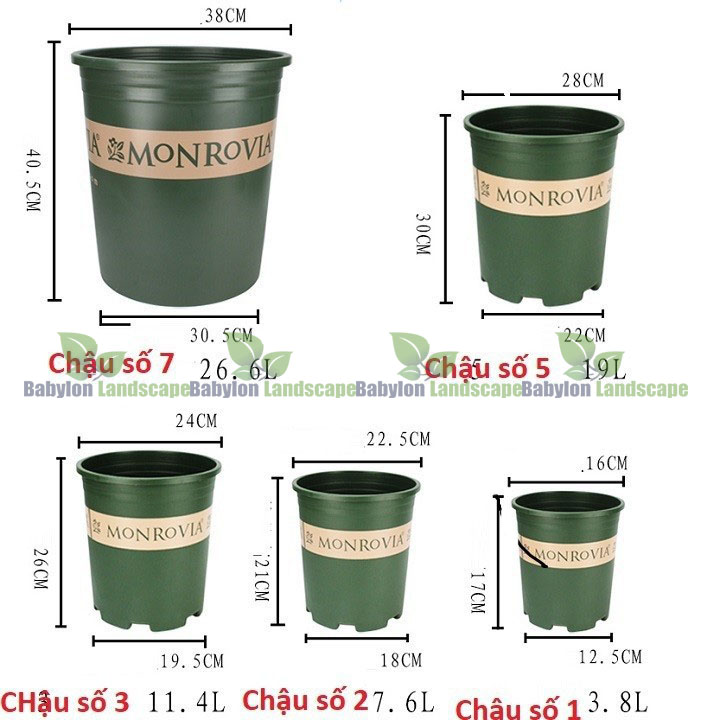 38CM
28CM
40.5CM
IA® MONROVIA®
MONROVIA®
30CM
30.5CM
22CM
Chậu số 7 26.6L
Chậu số 5 19L
Babylon Landscape Babylon Landscape Babylon Landscape Babylon Landscape
24CM
22.5CM
16CM
MONROVIA®
MONROVIA®
MONROVIA®
26CM
21CM
17CM
19.5CM
18CM
12.5CM
CHậu số 3 11.4L
Chậu số 2 7.6L
Chậu số 1 3.8L